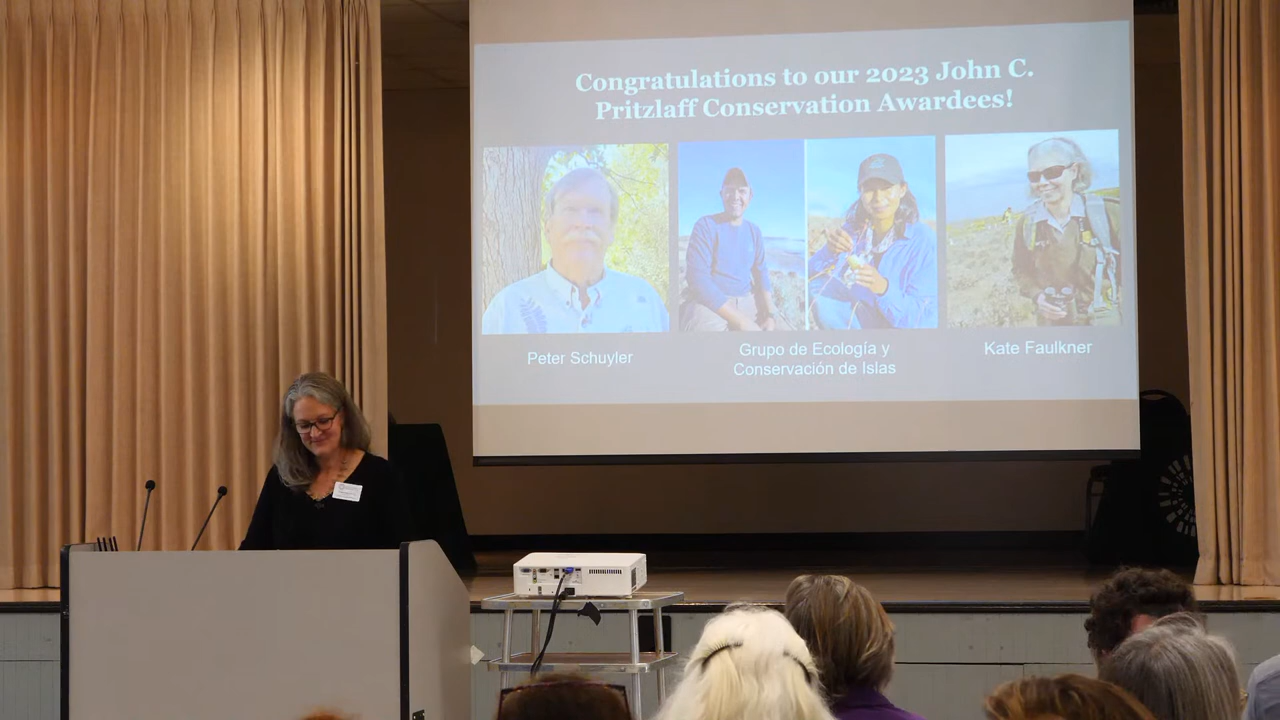 Congratulations to our 2023 John C.
Pritzlaff Conservation Awardees!
Peter Schuyler
Grupo de Ecología y
Conservación de Islas
Kate Faulkner